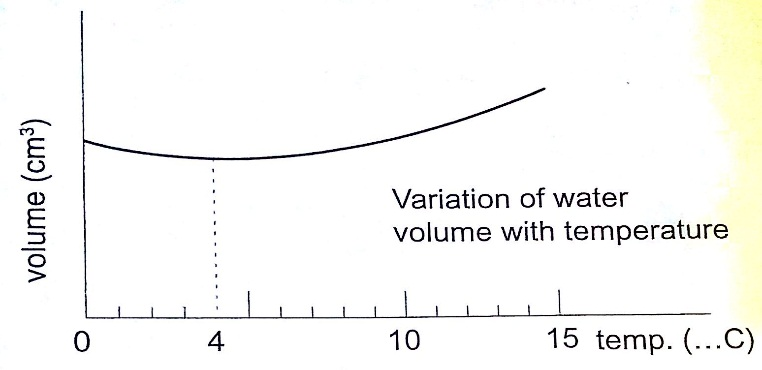 volume (cm³)
Variation of water
volume with temperature
0 4 10 15 temp. (...C)